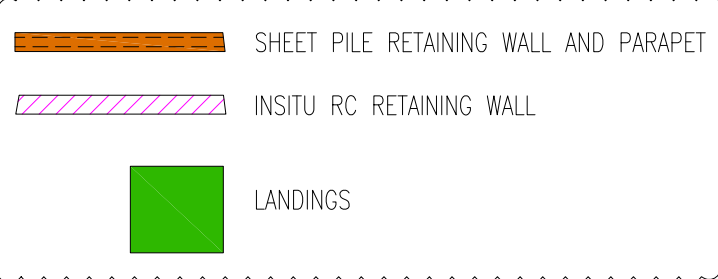 SHEET PILE RETAINING WALL AND PARAPET
INSITU RC RETAINING WALL
LANDINGS